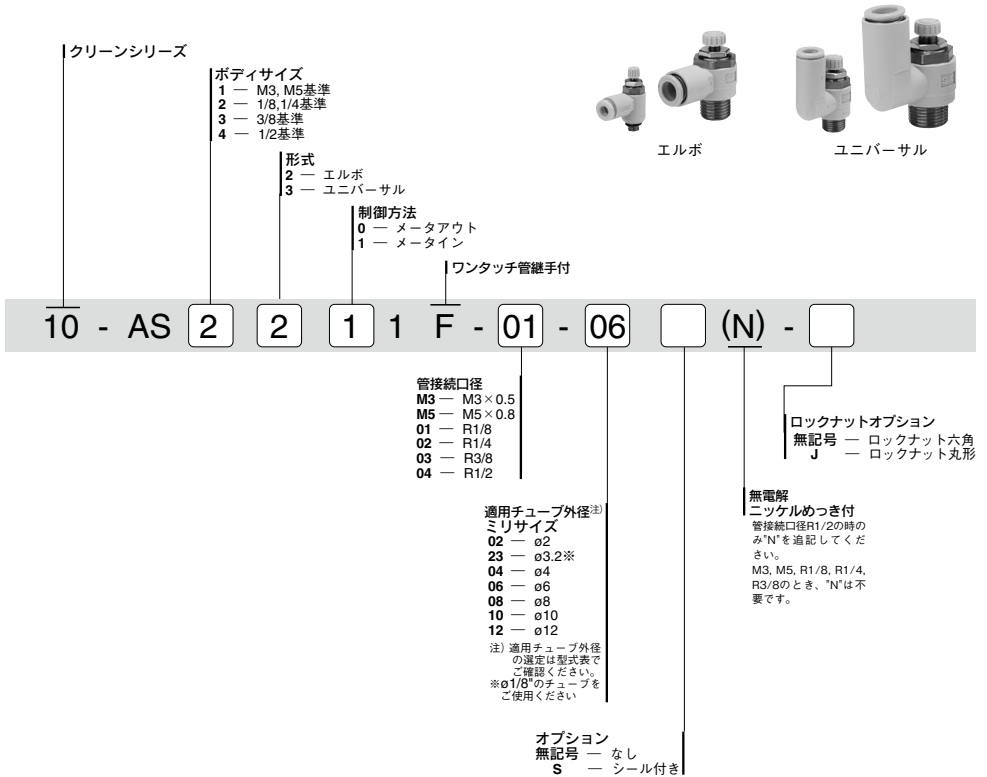 クリーンシリーズ
ボディサイズ
1 — M3, M5基準
2 — 1/8,1/4基準
3 — 3/8基準
4 — 1/2基準
形式
2 — エルボ
3 — ユニバーサル
制御方法
0 — メータアウト
1 — メータイン
ワンタッチ管継手付
エルボ
ユニバーサル
10 - AS 2 2 1 1 F - 01 - 06 (N) -
管接続口径
M3 — M3×0.5
M5 — M5×0.8
01 — R1/8
02 — R1/4
03 — R3/8
04 — R1/2
適用チューブ外径注)
ミリサイズ
02 — ø2
23 — ø3.2※
04 — ø4
06 — ø6
08 — ø8
10 — ø10
12 — ø12
注) 適用チューブ外径
の選定は型式表で
ご確認ください。
※ø1/8"のチューブを
ご使用ください
オプション
無記号 — なし
S — シール付き
無電解
ニッケルめっき付
管接続口径R1/2の時の
み"N"を追記してくだ
さい。
M3, M5, R1/8, R1/4,
R3/8のとき、"N"は不
要です。
ロックナットオプション
無記号 — ロックナット六角
J — ロックナット丸形